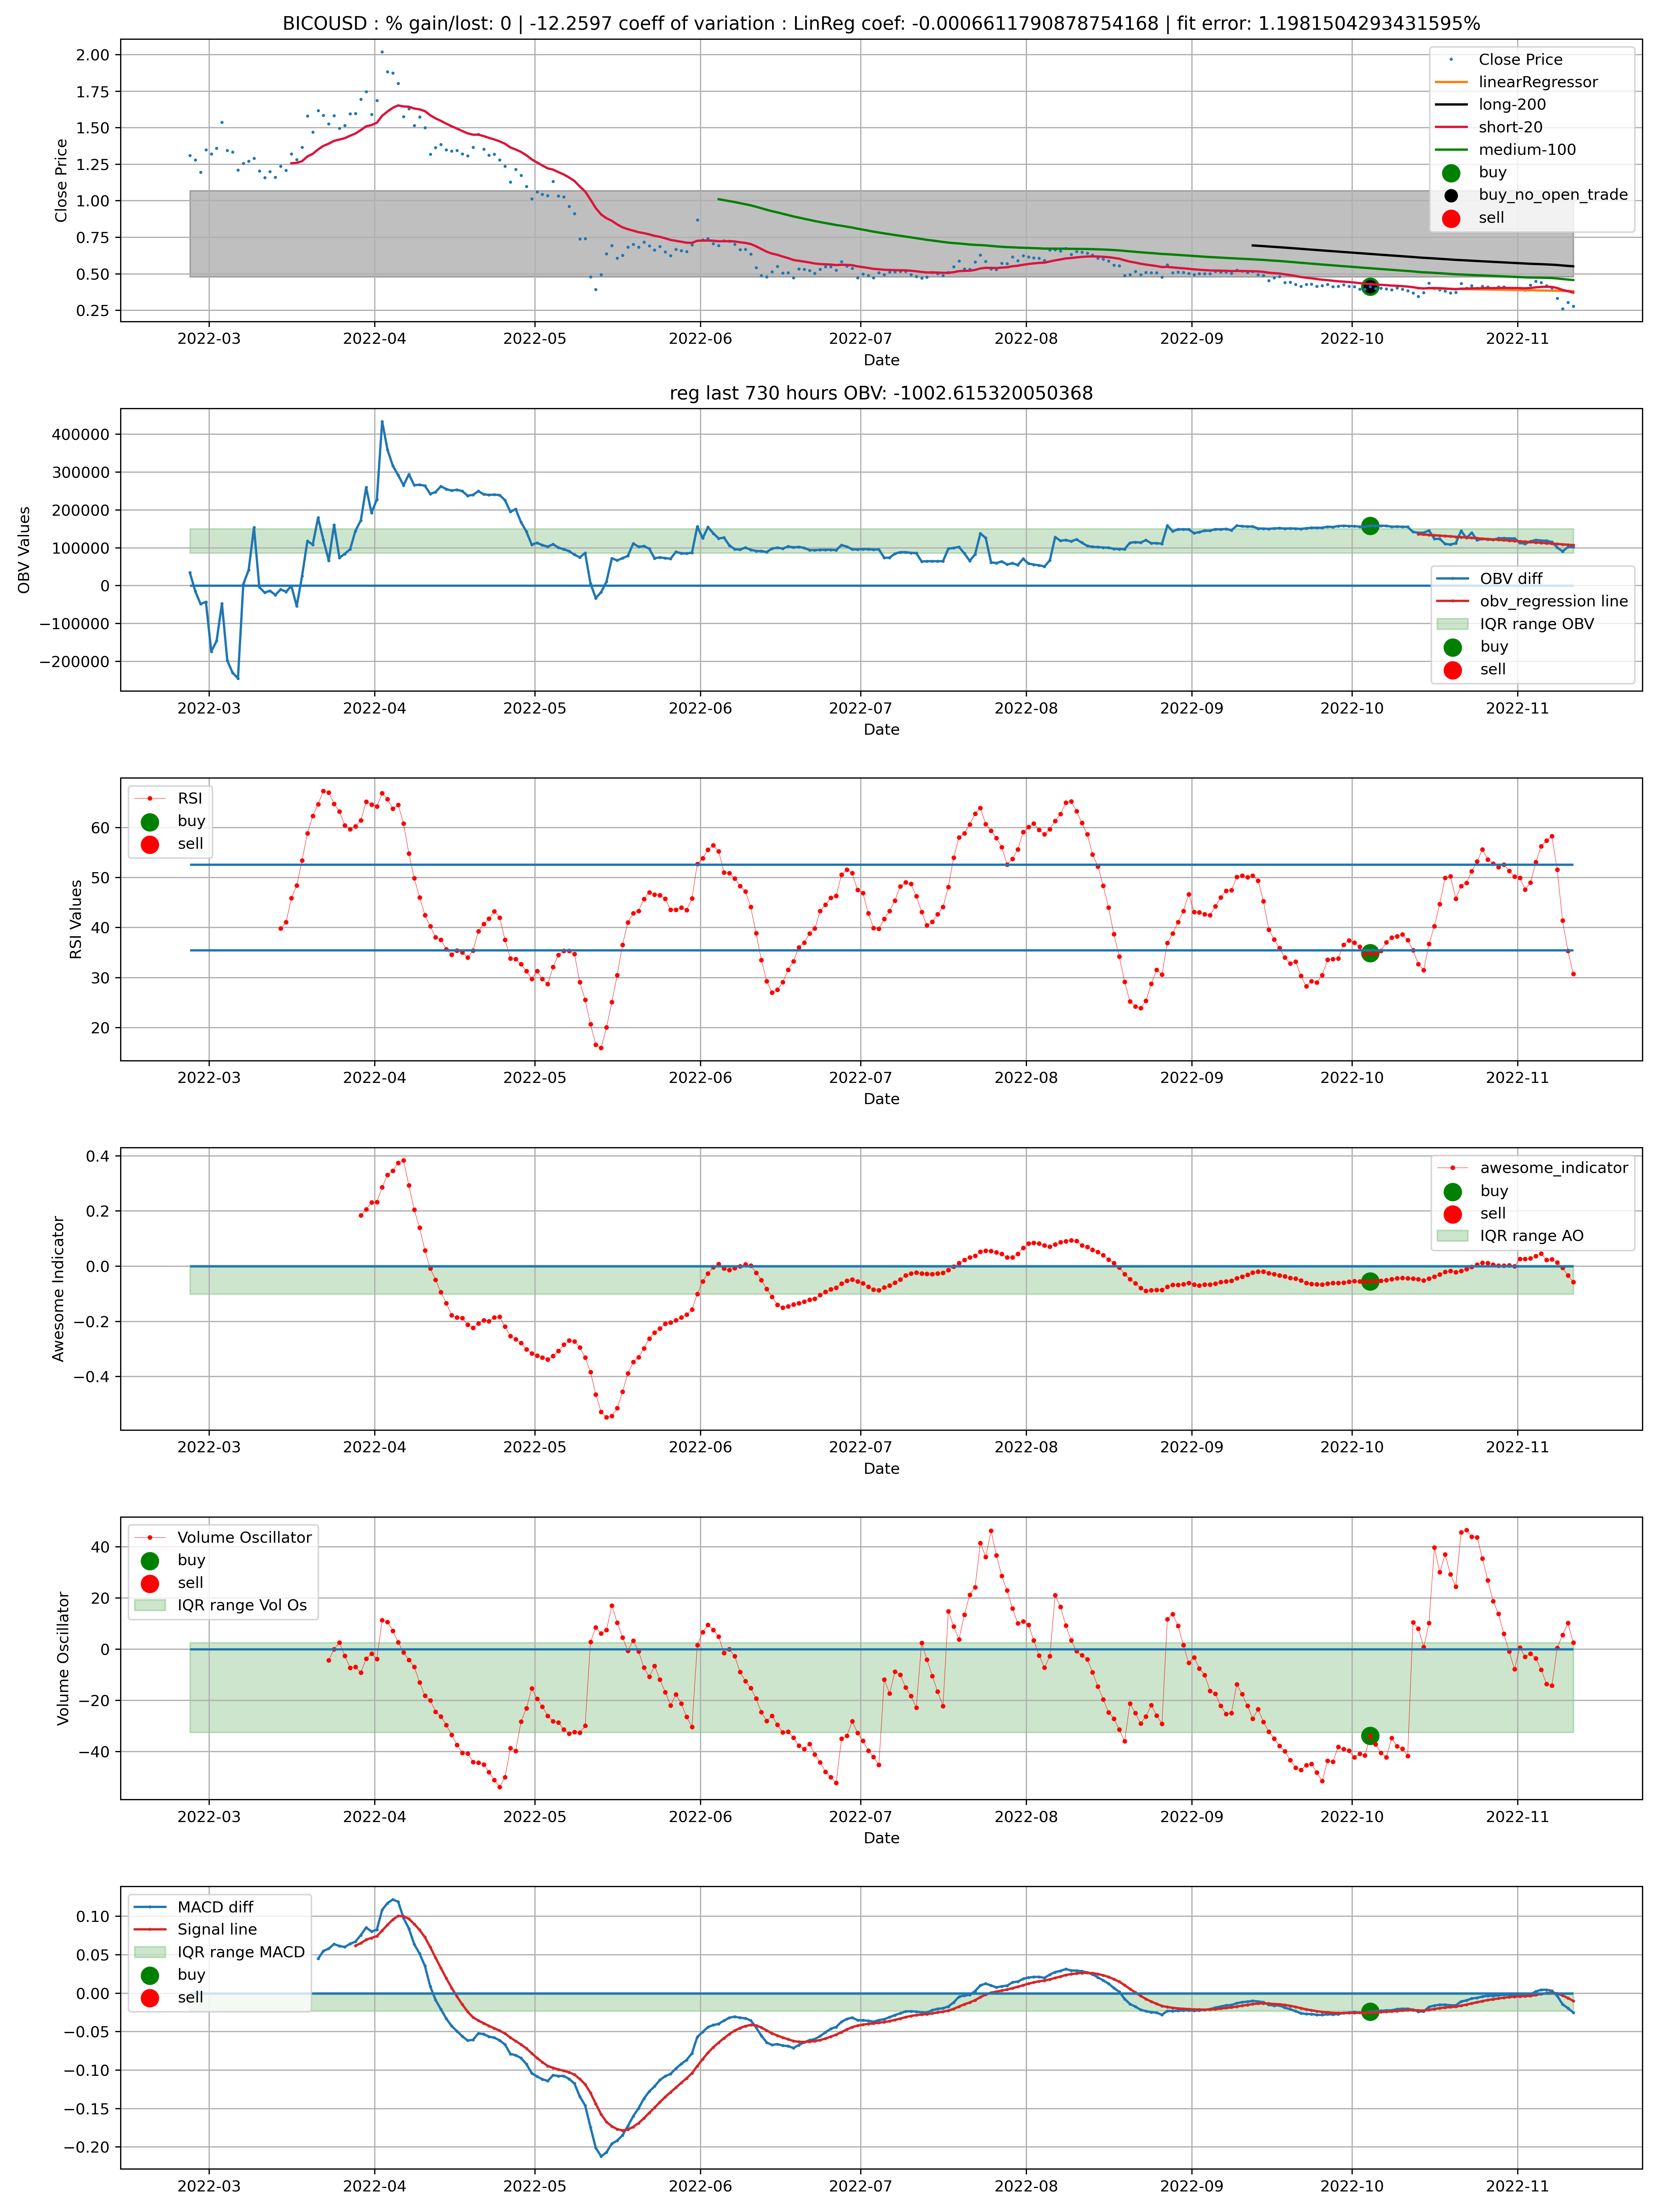 BICOUSD : % gain/lost: 0 | -12.2597 coeff of variation : LinReg coef: -0.0006611790878754168 | fit error: 1.1981504293431595%
Close Price
2.00
1.75
1.50
1.25
1.00
0.75
0.50
0.25
Close Price
linearRegressor
long-200
short-20
medium-100
buy
buy_no_open_trade
sell
2022-03 2022-04 2022-05 2022-06 2022-07 2022-08 2022-09 2022-10 2022-11
Date
reg last 730 hours OBV: -1002.615320050368
OBV Values
400000
300000
200000
100000
0
−100000
−200000
OBV diff
obv_regression line
IQR range OBV
buy
sell
2022-03 2022-04 2022-05 2022-06 2022-07 2022-08 2022-09 2022-10 2022-11
Date
RSI Values
60
50
40
30
20
RSI
buy
sell
2022-03 2022-04 2022-05 2022-06 2022-07 2022-08 2022-09 2022-10 2022-11
Date
Awesome Indicator
0.4
0.2
0.0
−0.2
−0.4
awesome_indicator
buy
sell
IQR range AO
2022-03 2022-04 2022-05 2022-06 2022-07 2022-08 2022-09 2022-10 2022-11
Date
Volume Oscillator
40
20
0
−20
−40
Volume Oscillator
buy
sell
IQR range Vol Os
2022-03 2022-04 2022-05 2022-06 2022-07 2022-08 2022-09 2022-10 2022-11
Date
0.10
0.05
0.00
−0.05
−0.10
−0.15
−0.20
MACD diff
Signal line
IQR range MACD
buy
sell
2022-03 2022-04 2022-05 2022-06 2022-07 2022-08 2022-09 2022-10 2022-11